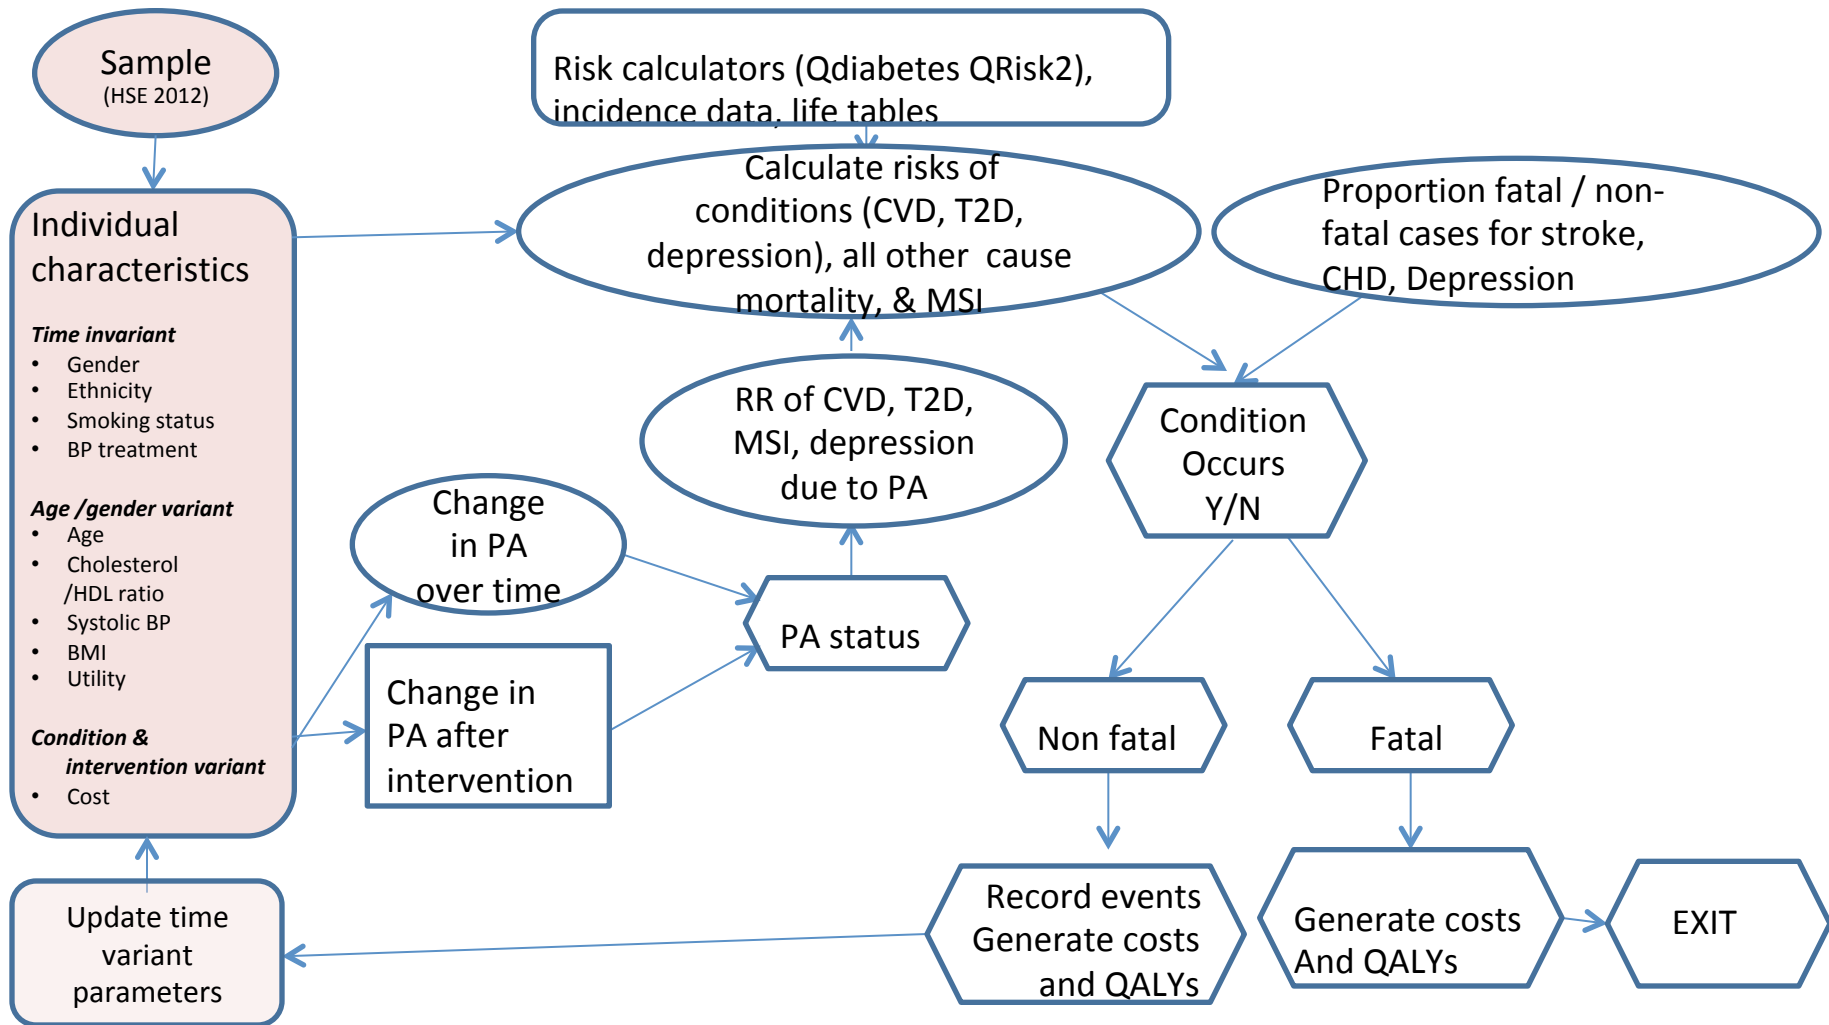 Sample
(HSE 2012)
Risk calculators (Qdiabetes QRisk2),
incidence data, life tables
Individual
characteristics
Time invariant
• Gender
• Ethnicity
• Smoking status
• BP treatment
Age /gender variant
• Age
• Cholesterol
/HDL ratio
• Systolic BP
• BMI
• Utility
Condition &
intervention variant
• Cost
Calculate risks of
conditions (CVD, T2D,
depression), all other cause
mortality, & MSI
Proportion fatal / non-
fatal cases for stroke,
CHD, Depression
RR of CVD, T2D,
MSI, depression
due to PA
Condition
Occurs
Y/N
Change
in PA
over time
PA status
Change in
PA after
intervention
Non fatal
Fatal
Update time
variant
parameters
Record events
Generate costs
and QALYs
Generate costs
And QALYs
EXIT